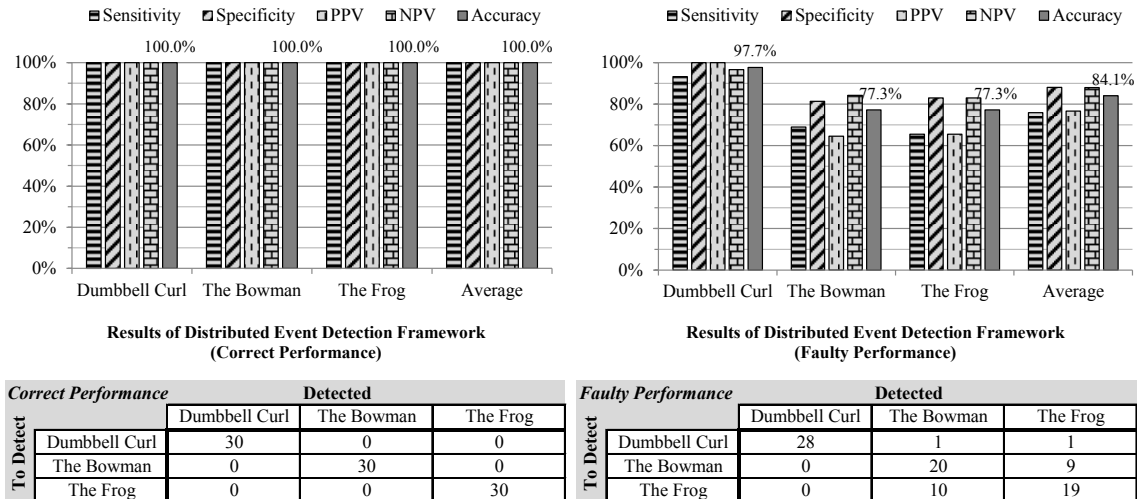 Sensitivity Specificity PPV NPV Accuracy
100.0% 100.0% 100.0% 100.0%
100%
80%
60%
40%
20%
0%
Dumbbell Curl The Bowman The Frog Average
Results of Distributed Event Detection Framework
(Correct Performance)
Sensitivity Specificity PPV NPV Accuracy
97.7% 77.3% 77.3% 84.1%
100%
80%
60%
40%
20%
0%
Dumbbell Curl The Bowman The Frog Average
Results of Distributed Event Detection Framework
(Faulty Performance)
Correct Performance Detected
Dumbbell Curl The Bowman The Frog
To Detect
Dumbbell Curl 30 0 0
The Bowman 0 30 0
The Frog 0 0 30
Faulty Performance Detected
Dumbbell Curl The Bowman The Frog
To Detect
Dumbbell Curl 28 1 1
The Bowman 0 20 9
The Frog 0 10 19